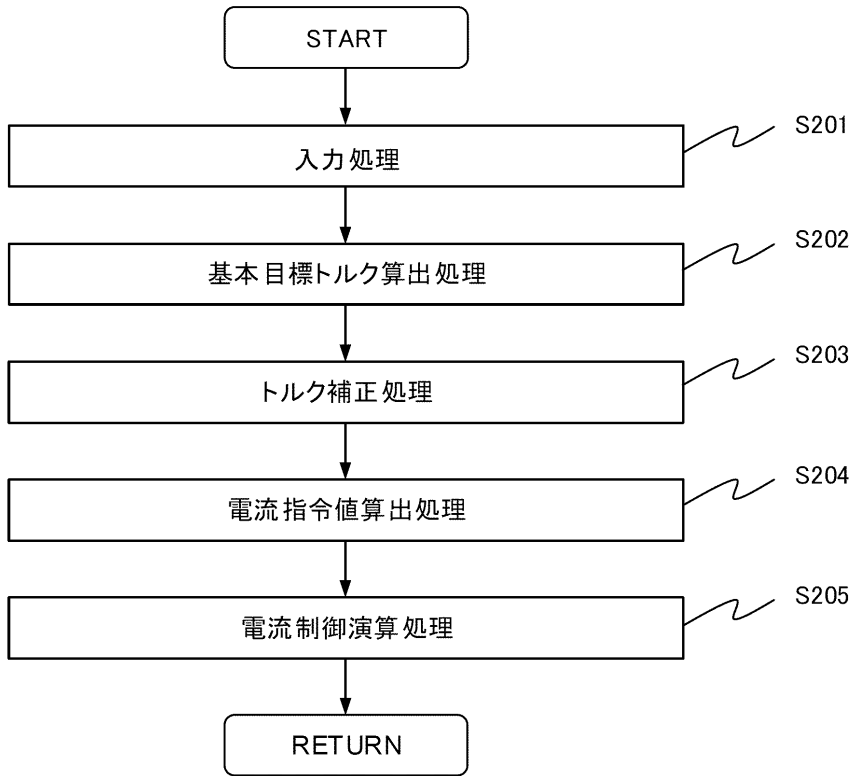 START
入力処理
S201
基本目標トルク算出処理
S202
トルク補正処理
S203
電流指令値算出処理
S204
電流制御演算処理
S205
RETURN